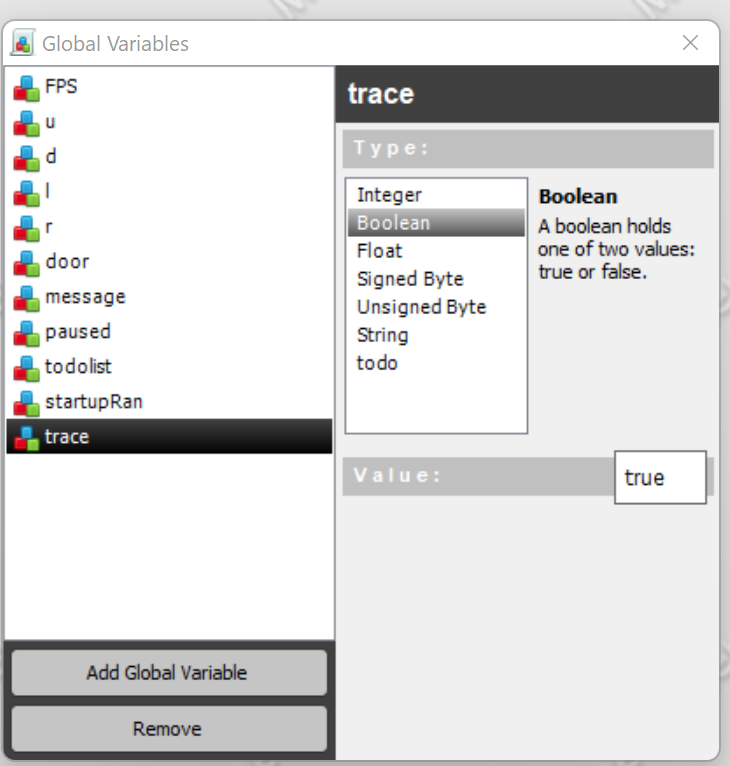 Global Variables
FPS
u
d
l
r
door
message
paused
todolist
startupRan
trace
Add Global Variable
Remove
trace
Type:
Integer
Boolean
Float
Signed Byte
Unsigned Byte
String
todo
Boolean
A boolean holds
one of two values:
true or false.
Value:
true